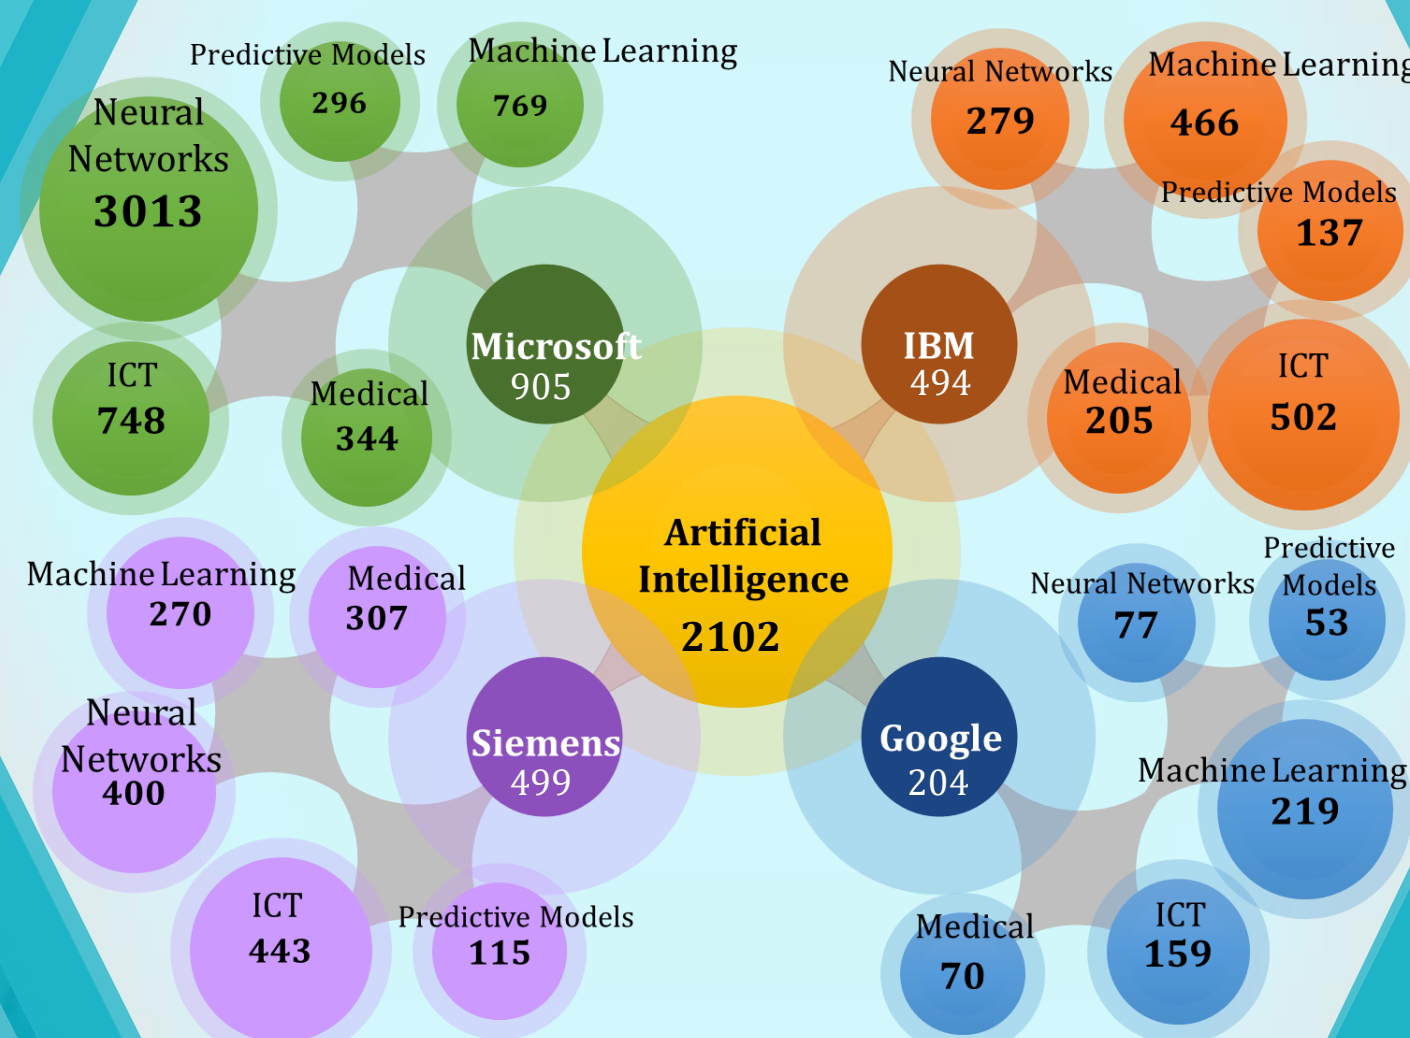 Predictive Models
296
Machine Learning
769
Neural
Networks
3013
ICT
748
Medical
344
Microsoft
905
Neural Networks
279
Machine Learning
466
Predictive Models
137
IBM
494
Medical
205
ICT
502
Artificial
Intelligence
2102
Machine Learning
270
Medical
307
Neural
Networks
400
Siemens
499
ICT
443
Predictive Models
115
Neural Networks
77
Predictive
Models
53
Google
204
Machine Learning
219
Medical
70
ICT
159